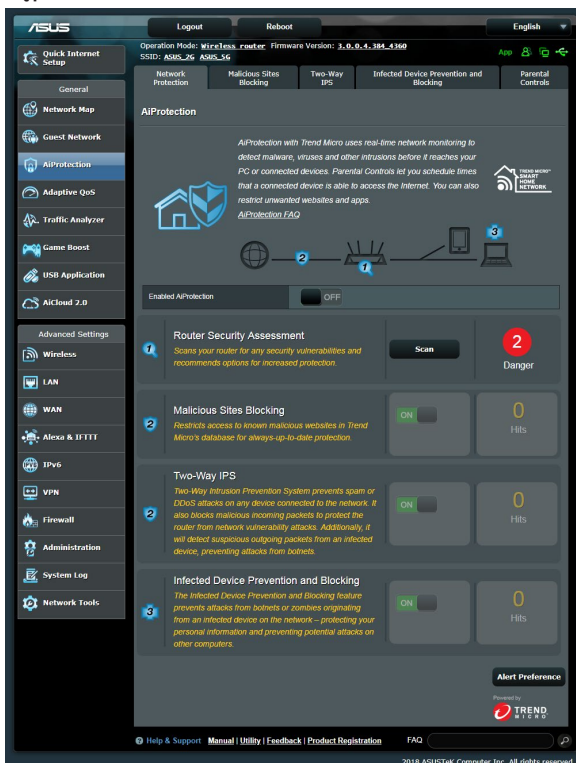 ASUS
Logout
Reboot
English
Quick Internet
Setup
Operation Mode: Wireless router Firmware Version: 3.0.0.4.384_4360
SSID: ASUS_2G ASUS_5G
App
General
Network Map
Guest Network
AiProtection
Adaptive QoS
Traffic Analyzer
Game Boost
USB Application
AiCloud 2.0
Advanced Settings
Wireless
LAN
WAN
Alexa & IFTTT
IPv6
VPN
Firewall
Administration
System Log
Network Tools
Network
Protection
Malicious Sites
Blocking
Two-Way
IPS
Infected Device Prevention and
Blocking
Parental
Controls
AiProtection
AiProtection with Trend Micro uses real-time network monitoring to
detect malware, viruses and other intrusions before it reaches your
PC or connected devices. Parental Controls let you schedule times
that a connected device is able to access the Internet. You can also
restrict unwanted websites and apps.
AiProtection FAQ
TREND MICRO™
SMART
HOME
NETWORK
3
2
1
Enabled AiProtection
OFF
1
Router Security Assessment
Scans your router for any security vulnerabilities and
recommends options for increased protection.
Scan
2
Danger
2
Malicious Sites Blocking
Restricts access to known malicious websites in Trend
Micro's database for always-up-to-date protection.
ON
0
Hits
2
Two-Way IPS
Two-Way Intrusion Prevention System prevents spam or
DDoS attacks on any device connected to the network. It
also blocks malicious incoming packets to protect the
router from network vulnerability attacks. Additionally, it
will detect suspicious outgoing packets from an infected
device, preventing attacks from botnets.
ON
0
Hits
3
Infected Device Prevention and Blocking
The Infected Device Prevention and Blocking feature
prevents attacks from botnets or zombies originating
from an infected device on the network – protecting your
personal information and preventing potential attacks on
other computers.
ON
0
Hits
Alert Preference
Powered by
TREND
MICRO
Help & Support Manual | Utility | Feedback | Product Registration FAQ
2018 ASUSTeK Computer Inc. All rights reserved